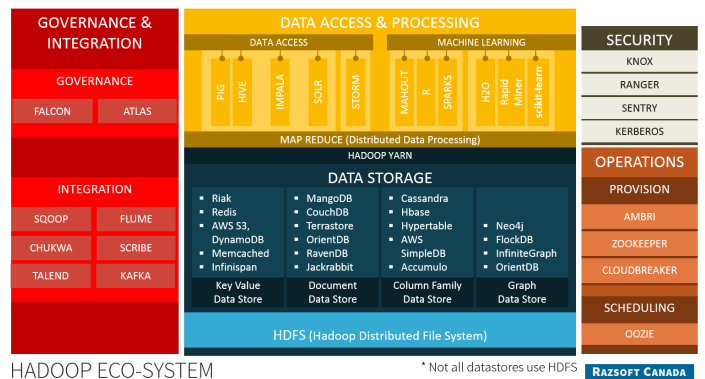 GOVERNANCE &
INTEGRATION
GOVERNANCE
FALCON
ATLAS
INTEGRATION
SQOOP
FLUME
CHUKWA
SCRIBE
TALEND
KAFKA
DATA ACCESS & PROCESSING
DATA ACCESS
PIG
HIVE
IMPALA
SOLR
STORM
MACHINE LEARNING
MAHOUT
R
SPARKS
H2O
Rapid
Miner
scikit-learn
MAP REDUCE (Distributed Data Processing)
HADOOP YARN
DATA STORAGE
▪ Riak
▪ Redis
▪ AWS S3,
DynamoDB
▪ Memcached
▪ Infinispan
Key Value
Data Store
▪ MangoDB
▪ CouchDB
▪ Terrastore
▪ OrientDB
▪ RavenDB
▪ Jackrabbit
Document
Data Store
▪ Cassandra
▪ Hbase
▪ Hypertable
▪ AWS
SimpleDB
▪ Accumulo
Column Family
Data Store
▪ Neo4j
▪ FlockDB
▪ InfiniteGraph
▪ OrientDB
Graph
Data Store
HDFS (Hadoop Distributed File System)
SECURITY
KNOX
RANGER
SENTRY
KERBEROS
OPERATIONS
PROVISION
AMBRI
ZOOKEEPER
CLOUDBREAKER
SCHEDULING
OOZIE
HADOOP ECO-SYSTEM
* Not all datastores use HDFS
RAZSOFT CANADA